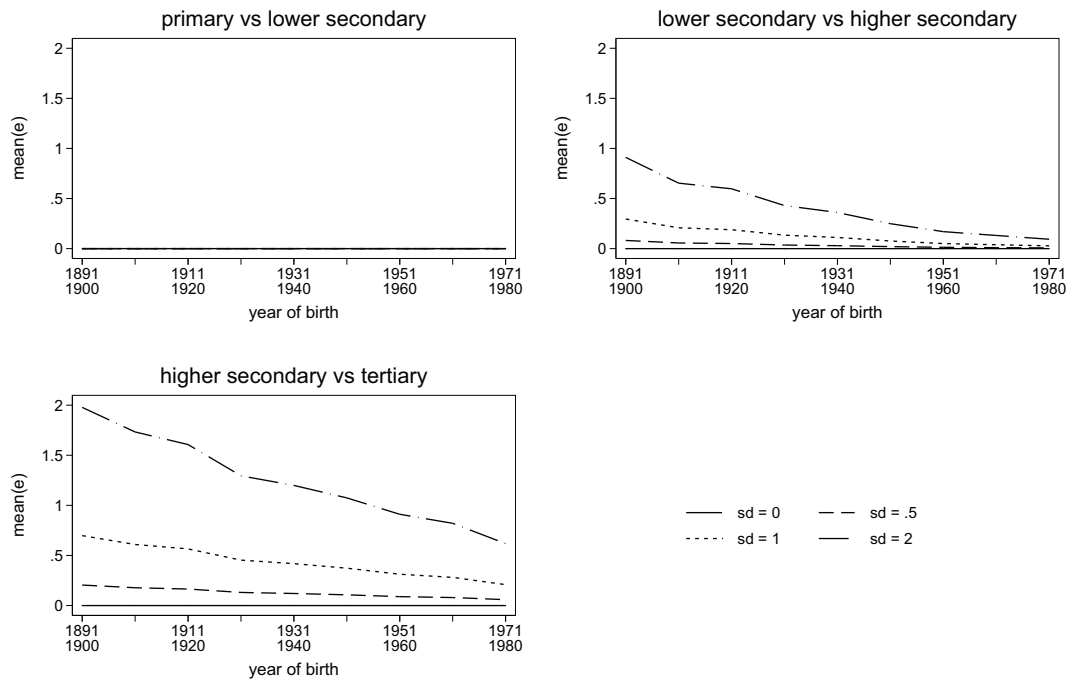 primary vs lower secondary
2
1.5
1
.5
0
mean(e)
1891 1911 1931 1951 1971
1900 1920 1940 1960 1980
year of birth
lower secondary vs higher secondary
2
1.5
1
.5
0
mean(e)
1891 1911 1931 1951 1971
1900 1920 1940 1960 1980
year of birth
higher secondary vs tertiary
2
1.5
1
.5
0
mean(e)
1891 1911 1931 1951 1971
1900 1920 1940 1960 1980
year of birth
sd = 0 sd = .5
sd = 1 sd = 2